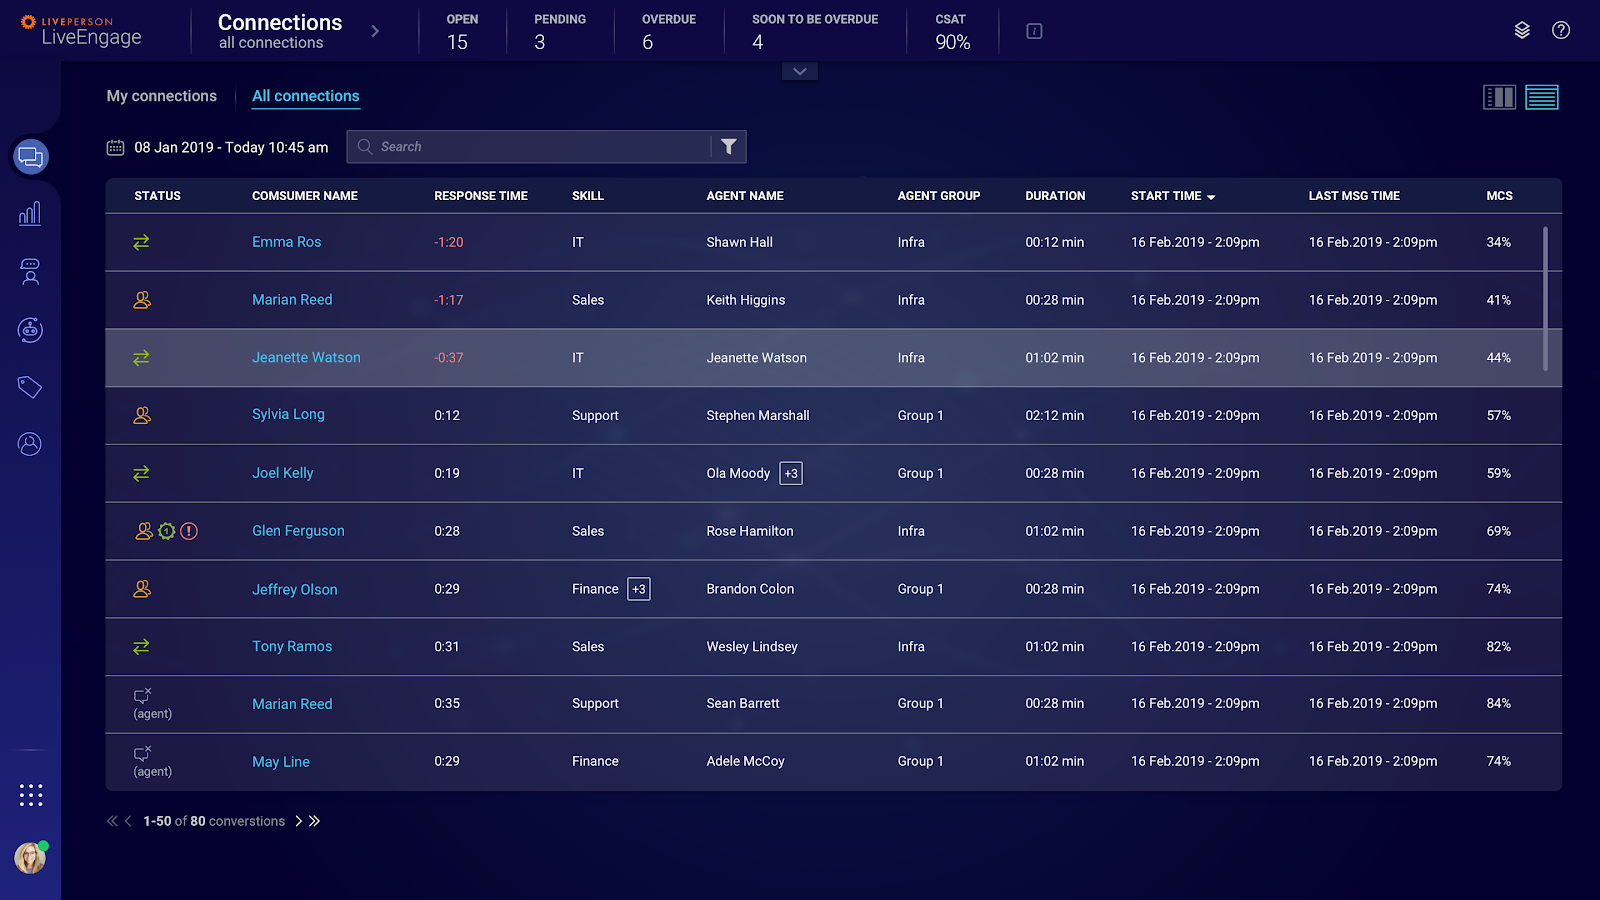 LIVEPERSON
LiveEngage
Connections
all connections
OPEN
15
PENDING
3
OVERDUE
6
SOON TO BE OVERDUE
4
CSAT
90%
i
?
My connections
All connections
08 Jan 2019 - Today 10:45 am
Search
STATUS COMSUMER NAME RESPONSE TIME SKILL AGENT NAME AGENT GROUP DURATION START TIME LAST MSG TIME MCS
Emma Ros -1:20 IT Shawn Hall Infra 00:12 min 16 Feb.2019 - 2:09pm 16 Feb.2019 - 2:09pm 34%
Marian Reed -1:17 Sales Keith Higgins Infra 00:28 min 16 Feb.2019 - 2:09pm 16 Feb.2019 - 2:09pm 41%
Jeanette Watson -0:37 IT Jeanette Watson Infra 01:02 min 16 Feb.2019 - 2:09pm 16 Feb.2019 - 2:09pm 44%
Sylvia Long 0:12 Support Stephen Marshall Group 1 02:12 min 16 Feb.2019 - 2:09pm 16 Feb.2019 - 2:09pm 57%
Joel Kelly 0:19 IT Ola Moody +3 Group 1 00:28 min 16 Feb.2019 - 2:09pm 16 Feb.2019 - 2:09pm 59%
1 ! Glen Ferguson 0:28 Sales Rose Hamilton Infra 01:02 min 16 Feb.2019 - 2:09pm 16 Feb.2019 - 2:09pm 69%
Jeffrey Olson 0:29 Finance +3 Brandon Colon Group 1 00:28 min 16 Feb.2019 - 2:09pm 16 Feb.2019 - 2:09pm 74%
Tony Ramos 0:31 Sales Wesley Lindsey Infra 01:02 min 16 Feb.2019 - 2:09pm 16 Feb.2019 - 2:09pm 82%
(agent) Marian Reed 0:35 Support Sean Barrett Group 1 00:28 min 16 Feb.2019 - 2:09pm 16 Feb.2019 - 2:09pm 84%
(agent) May Line 0:29 Finance Adele McCoy Group 1 01:02 min 16 Feb.2019 - 2:09pm 16 Feb.2019 - 2:09pm 74%
1-50 of 80 converstions